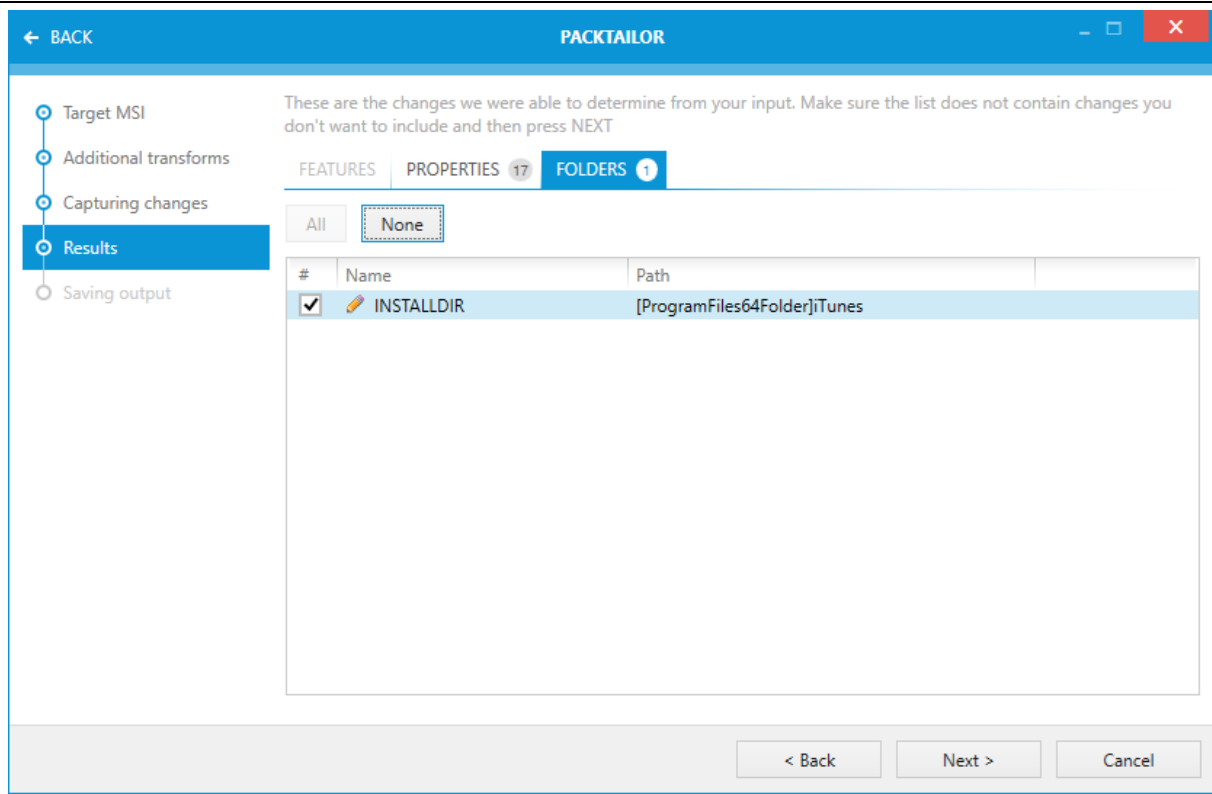 BACK
PACKTAILOR
Target MSI
Additional transforms
Capturing changes
Results
Saving output
These are the changes we were able to determine from your input. Make sure the list does not contain changes you
don't want to include and then press NEXT
FEATURES PROPERTIES 17 FOLDERS 1
All None
# Name Path
INSTALLDIR [ProgramFiles64Folder]iTunes
< Back Next > Cancel